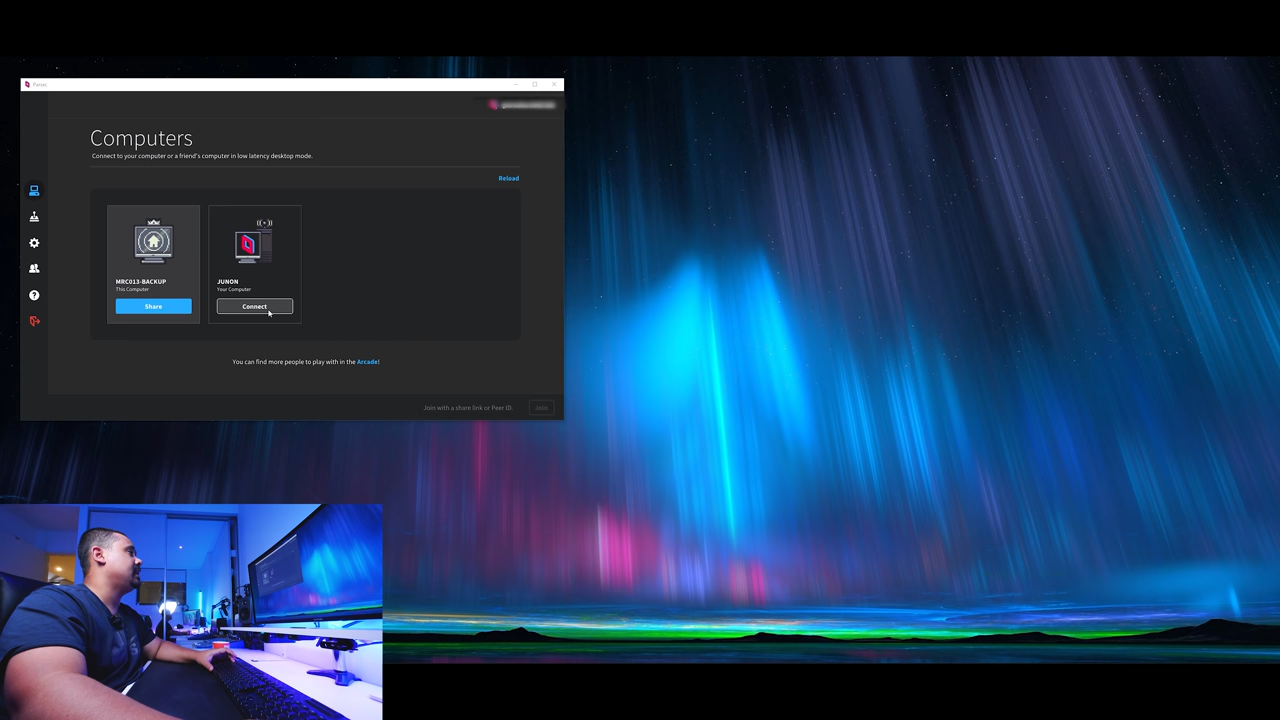 Parsec
Computers
Connect to your computer or a friend's computer in low latency desktop mode.
Reload
MRC013-BACKUP
This Computer
Share
JUNON
Your Computer
Connect
You can find more people to play with in the Arcade!
Join with a share link or Peer ID.
Join